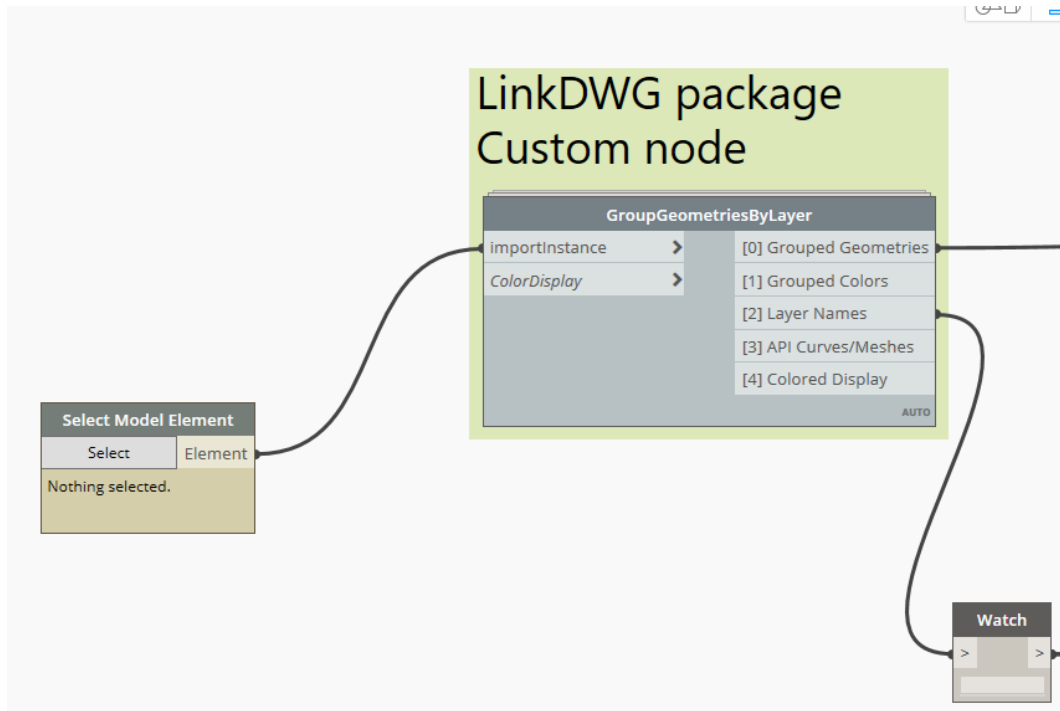 LinkDWG package
Custom node
GroupGeometriesByLayer
importInstance > [0] Grouped Geometries
ColorDisplay > [1] Grouped Colors
[2] Layer Names
[3] API Curves/Meshes
[4] Colored Display
AUTO
Select Model Element
Select Element
Nothing selected.
Watch
> >